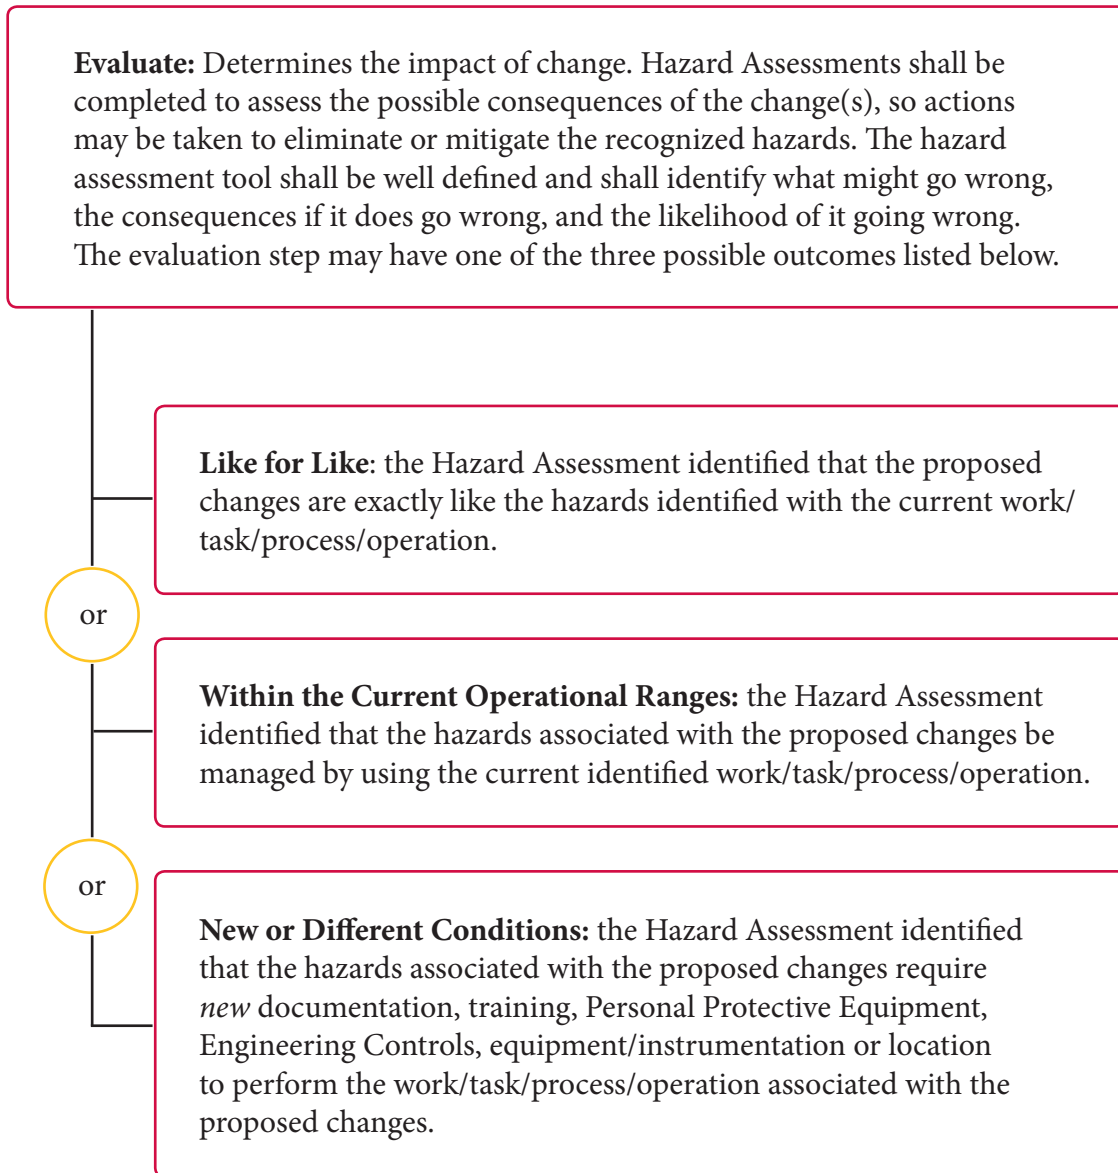 Evaluate: Determines the impact of change. Hazard Assessments shall be
completed to assess the possible consequences of the change(s), so actions
may be taken to eliminate or mitigate the recognized hazards. The hazard
assessment tool shall be well defined and shall identify what might go wrong,
the consequences if it does go wrong, and the likelihood of it going wrong.
The evaluation step may have one of the three possible outcomes listed below.
Like for Like: the Hazard Assessment identified that the proposed
changes are exactly like the hazards identified with the current work/
task/process/operation.
or
Within the Current Operational Ranges: the Hazard Assessment
identified that the hazards associated with the proposed changes be
managed by using the current identified work/task/process/operation.
or
New or Different Conditions: the Hazard Assessment identified
that the hazards associated with the proposed changes require
new documentation, training, Personal Protective Equipment,
Engineering Controls, equipment/instrumentation or location
to perform the work/task/process/operation associated with the
proposed changes.